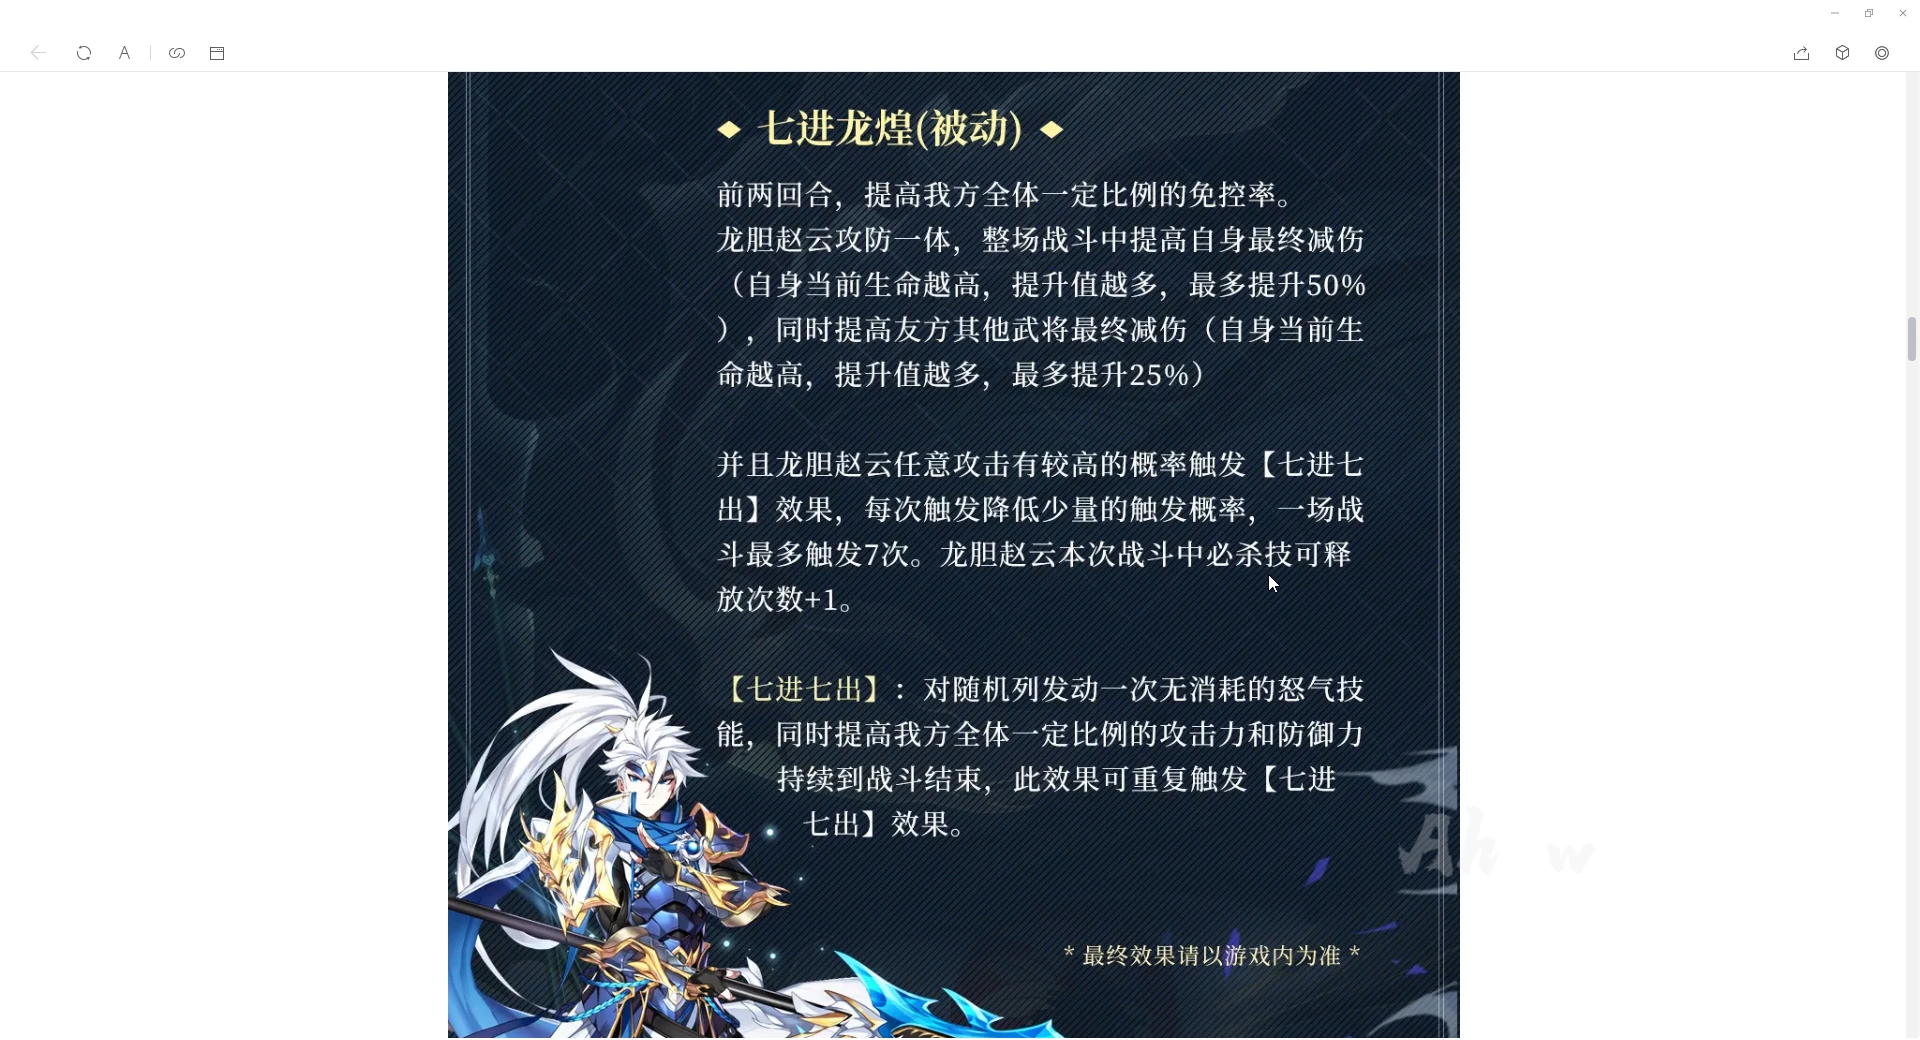 七进龙煌(被动)
前两回合，提高我方全体一定比例的免控率。
龙胆赵云攻防一体，整场战斗中提高自身最终减伤
（自身当前生命越高，提升值越多，最多提升50%
），同时提高友方其他武将最终减伤（自身当前生
命越高，提升值越多，最多提升25%）
并且龙胆赵云任意攻击有较高的概率触发【七进七
出】效果，每次触发降低少量的触发概率，一场战
斗最多触发7次。龙胆赵云本次战斗中必杀技可释
放次数+1。
【七进七出】：对随机列发动一次无消耗的怒气技
能，同时提高我方全体一定比例的攻击力和防御力
持续到战斗结束，此效果可重复触发【七进
七出】效果。
* 最终效果请以游戏内为准 *